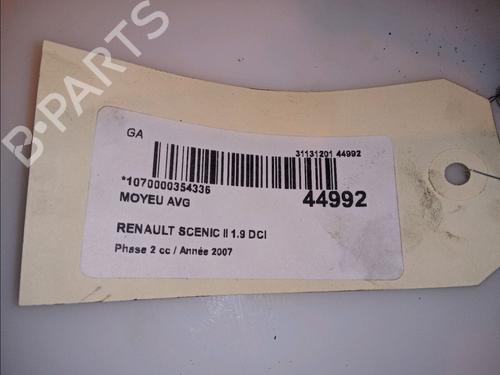 B-PARTS
GA
31131201 44992
*1070000354336
MOYEU AVG
44992
RENAULT SCENIC II 1.9 DCI
Phase 2 cc / Année 2007